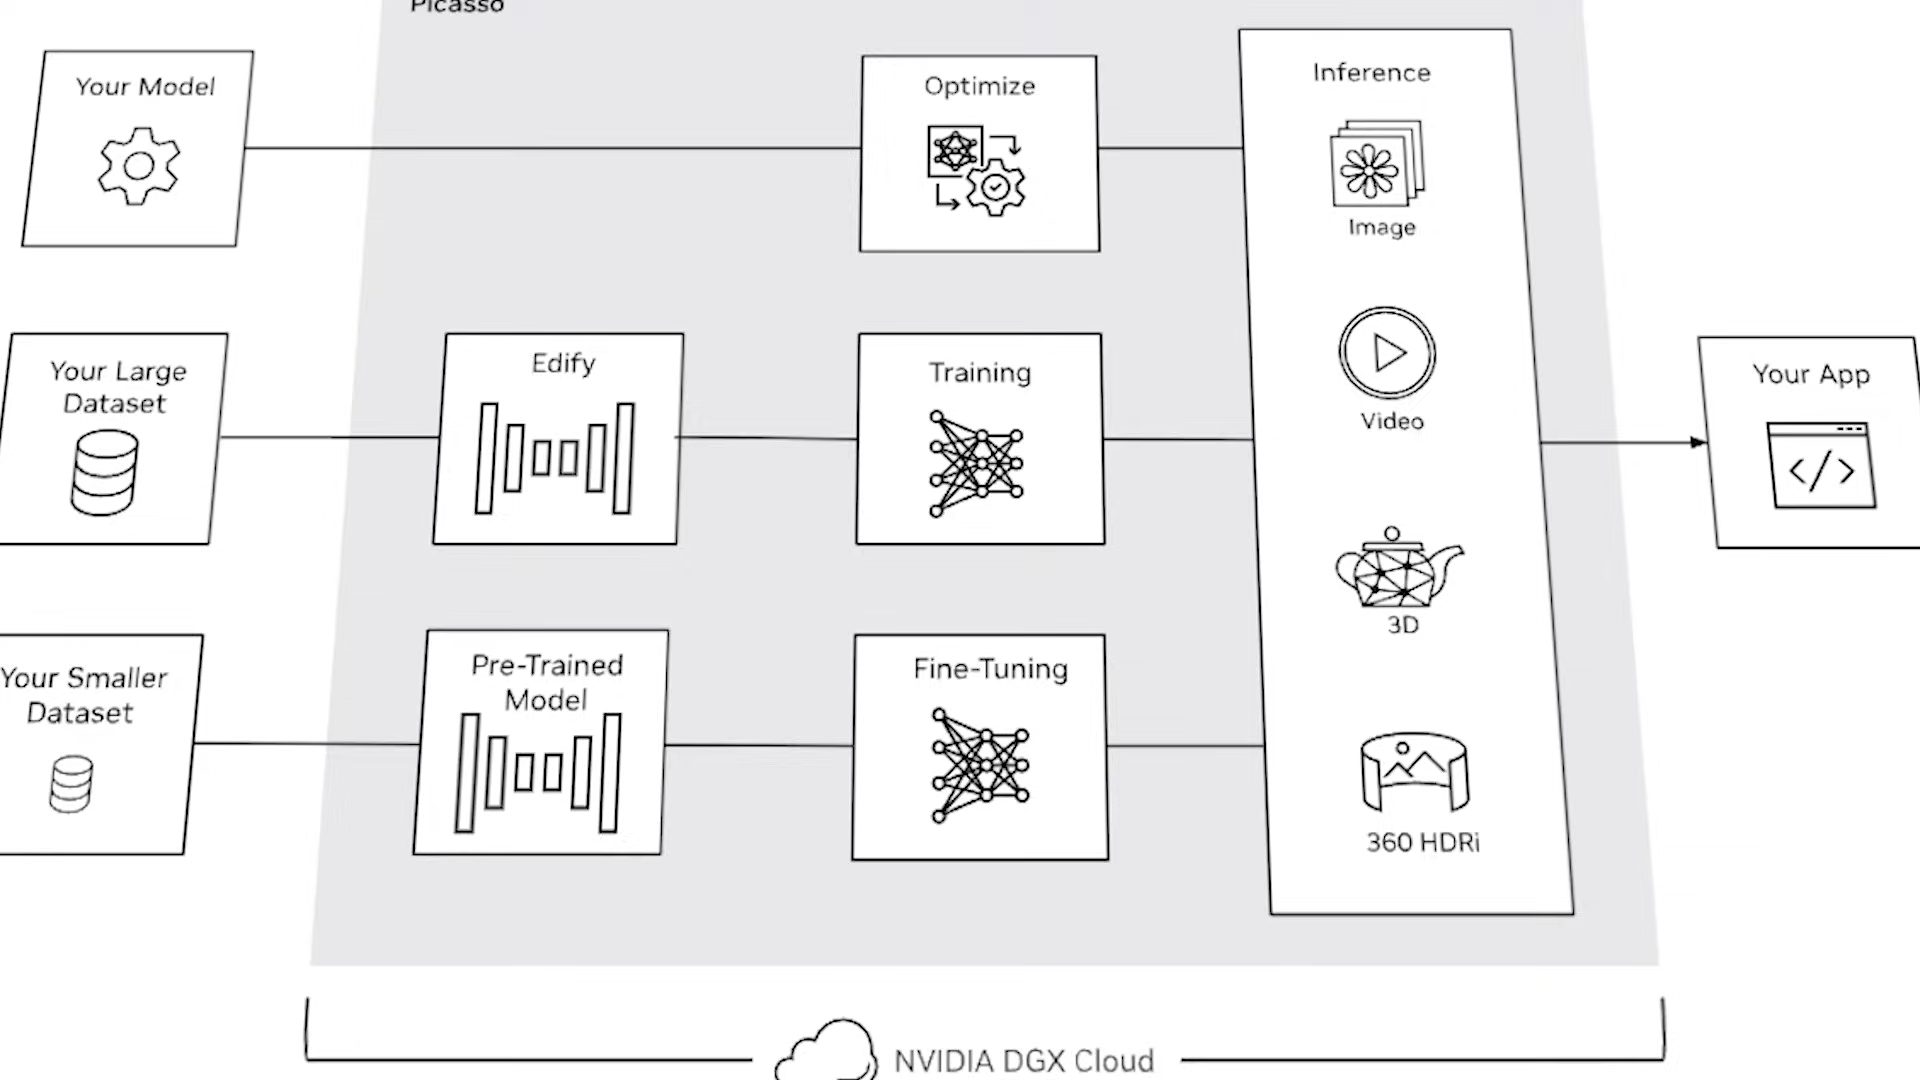 Picasso
Your Model
Optimize
Inference
Image
Your Large
Dataset
Edify
Training
Video
Your App
</>
3D
Your Smaller
Dataset
Pre-Trained
Model
Fine-Tuning
360 HDRi
NVIDIA DGX Cloud